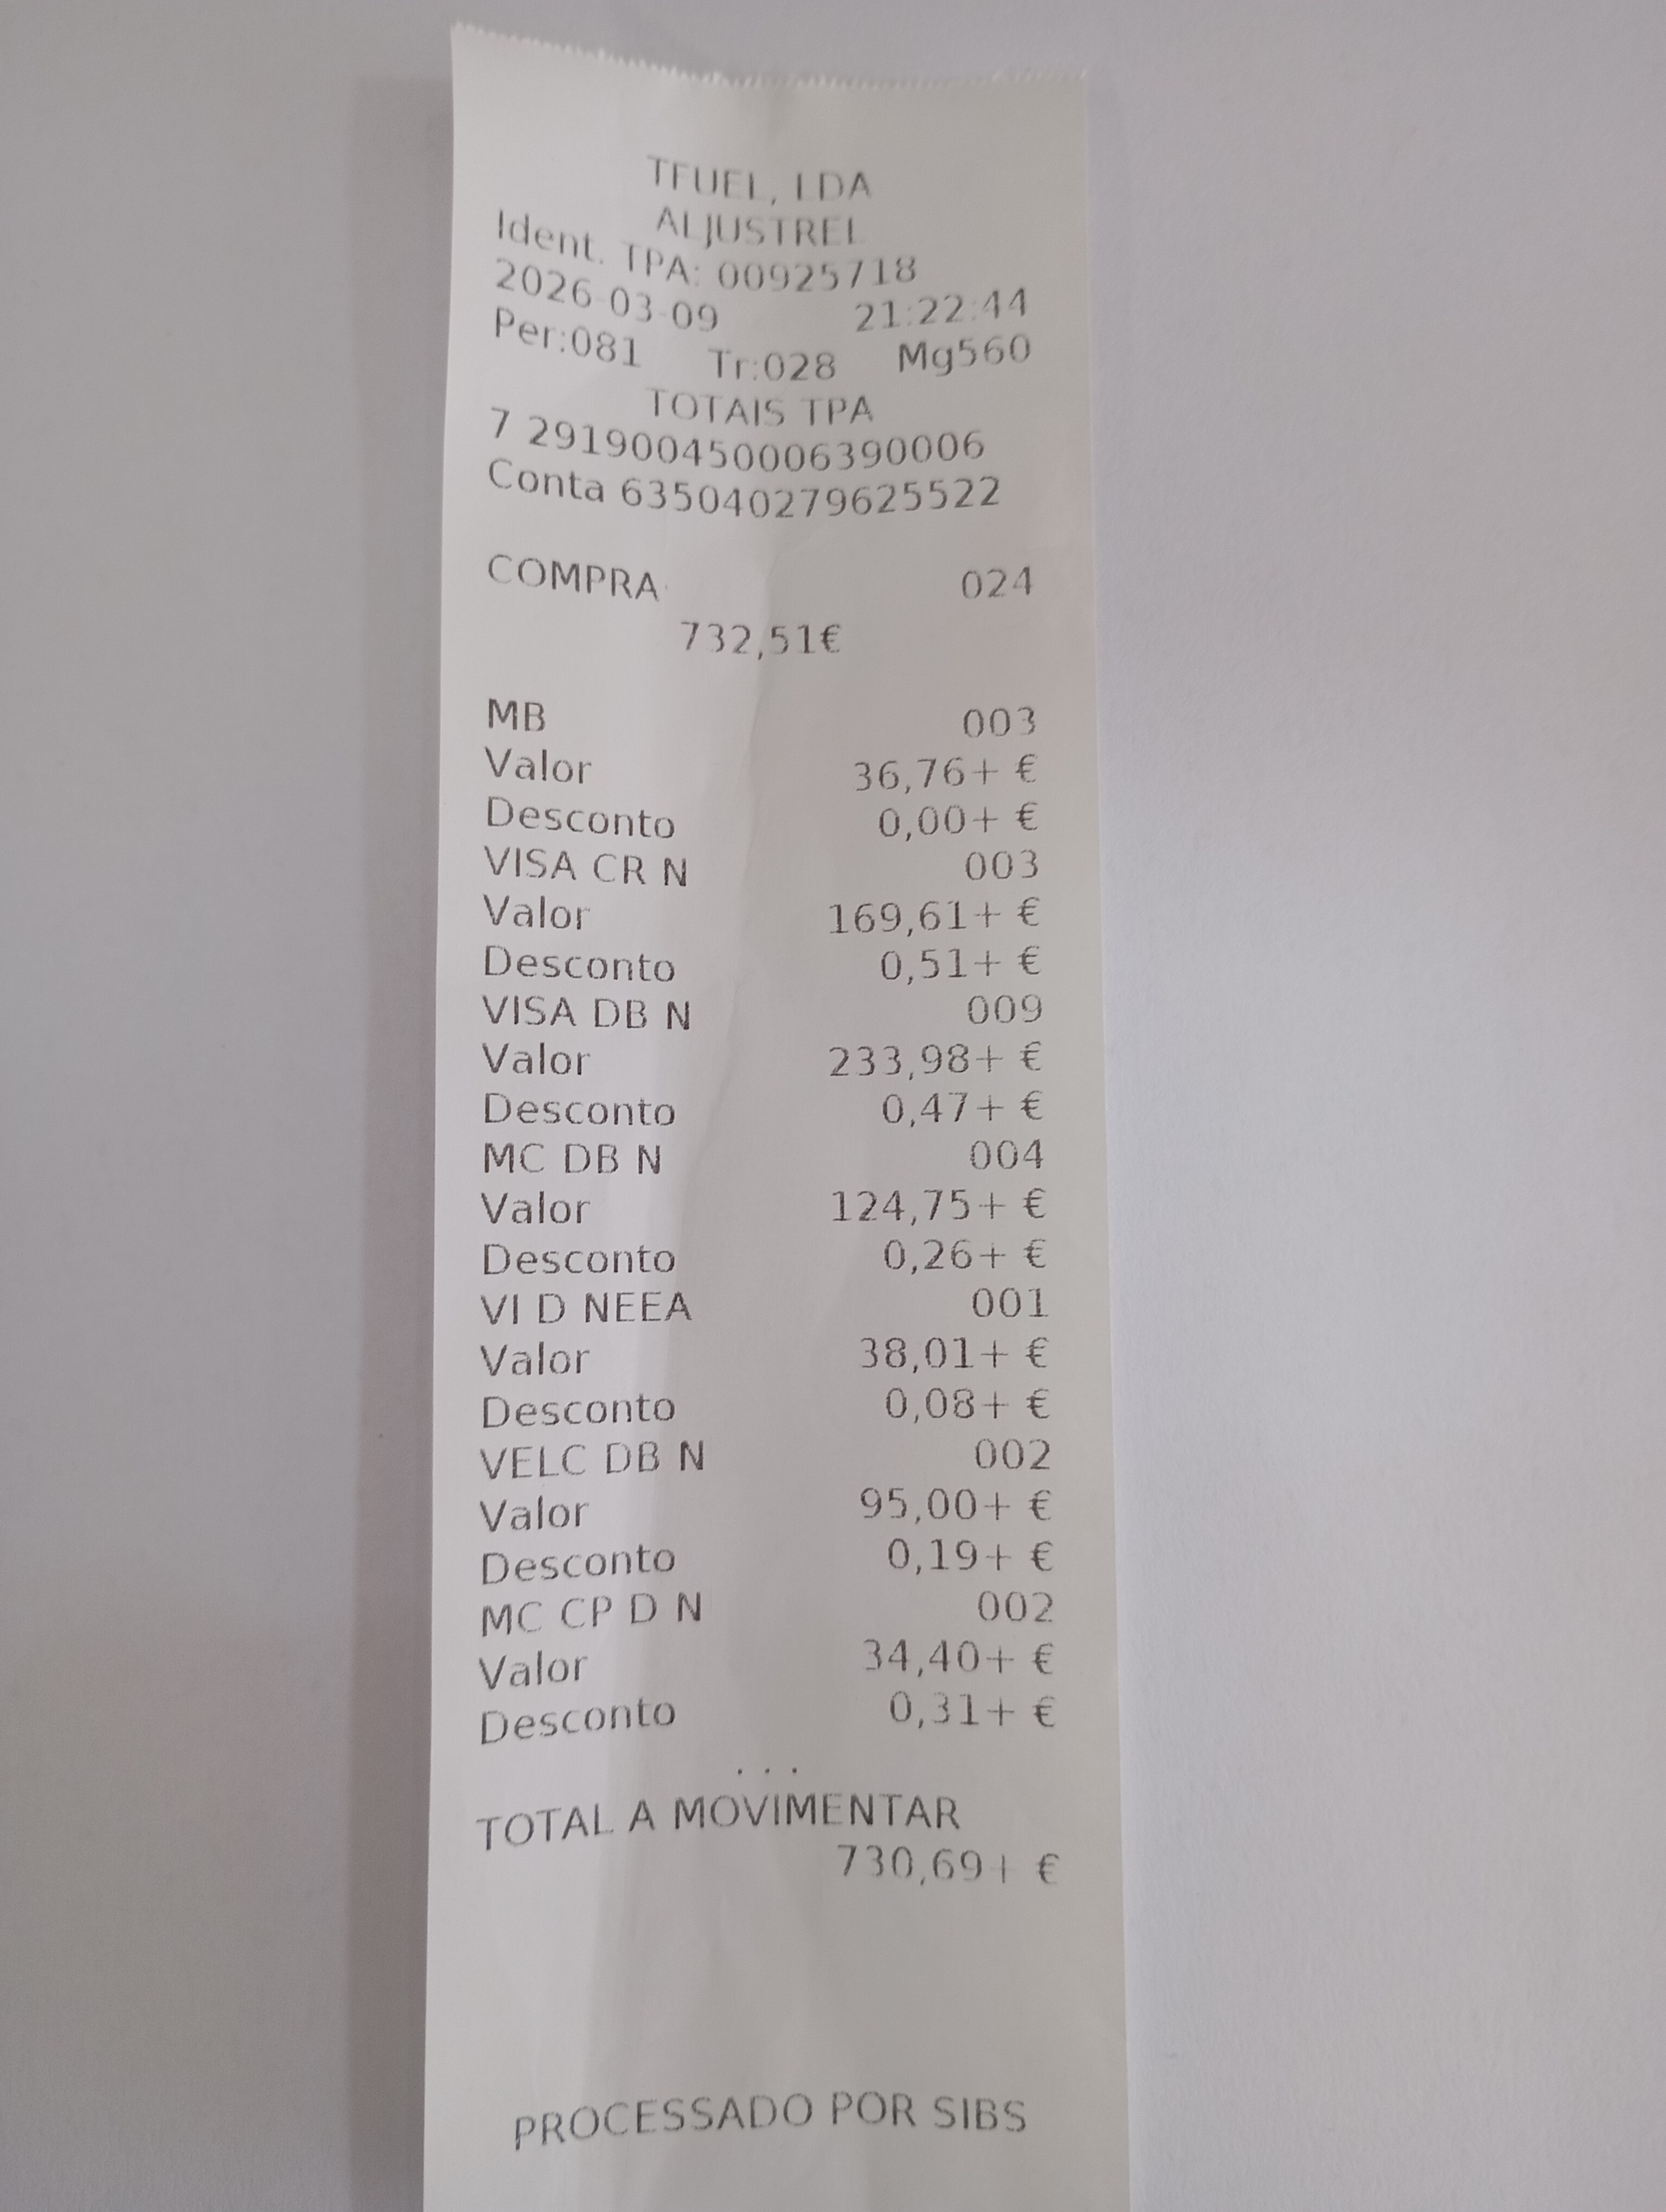 TFUEL, LDA
ALJUSTREL
Ident. TPA: 00925718
2026-03-09 21:22:44
Per:081 Tr:028 Mg560
TOTAIS TPA
7 291900450006390006
Conta 635040279625522
COMPRA 024
732,51€
MB 003
Valor 36,76+ €
Desconto 0,00+ €
VISA CR N 003
Valor 169,61+ €
Desconto 0,51+ €
VISA DB N 009
Valor 233,98+ €
Desconto 0,47+ €
MC DB N 004
Valor 124,75+ €
Desconto 0,26+ €
VI D NEEA 001
Valor 38,01+ €
Desconto 0,08+ €
VELC DB N 002
Valor 95,00+ €
Desconto 0,19+ €
MC CP D N 002
Valor 34,40+ €
Desconto 0,31+ €
...
TOTAL A MOVIMENTAR
730,69+ €
PROCESSADO POR SIBS